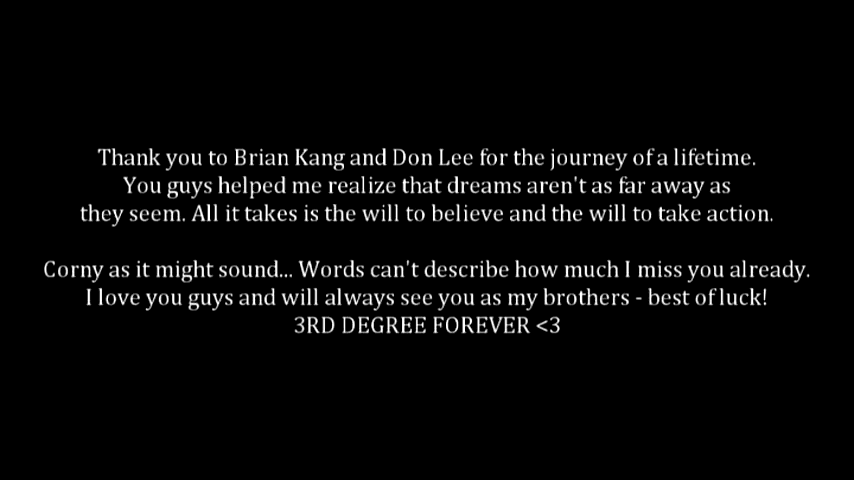 Thank you to Brian Kang and Don Lee for the journey of a lifetime.
You guys helped me realize that dreams aren't as far away as
they seem. All it takes is the will to believe and the will to take action.
Corny as it might sound... Words can't describe how much I miss you already.
I love you guys and will always see you as my brothers - best of luck!
3RD DEGREE FOREVER <3